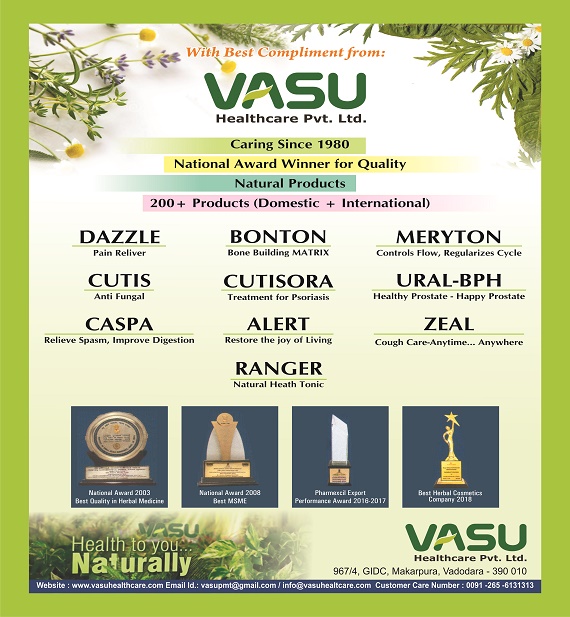 With Best Compliment from:
VASU
Healthcare Pvt. Ltd.
Caring Since 1980
National Award Winner for Quality
Natural Products
200+ Products (Domestic + International)
DAZZLE
Pain Reliver
BONTON
Bone Building MATRIX
MERYTON
Controls Flow, Regularizes Cycle
CUTIS
Anti Fungal
CUTISORA
Treatment for Psoriasis
URAL-BPH
Healthy Prostate - Happy Prostate
CASPA
Relieve Spasm, Improve Digestion
ALERT
Restore the joy of Living
ZEAL
Cough Care-Anytime... Anywhere
RANGER
Natural Heath Tonic
National Award 2003
Best Quality in Herbal Medicine
National Award 2008
Best MSME
Pharmexcil Export
Performance Award 2016-2017
Best Herbal Cosmetics
Company 2018
VASU
Health to you...
Naturally
VASU
Healthcare Pvt. Ltd.
967/4, GIDC, Makarpura, Vadodara - 390 010
Website : www.vasuhealthcare.com Email Id.: vasupmt@gmail.com / info@vasuhealtcare.com Customer Care Number : 0091 -265 -6131313